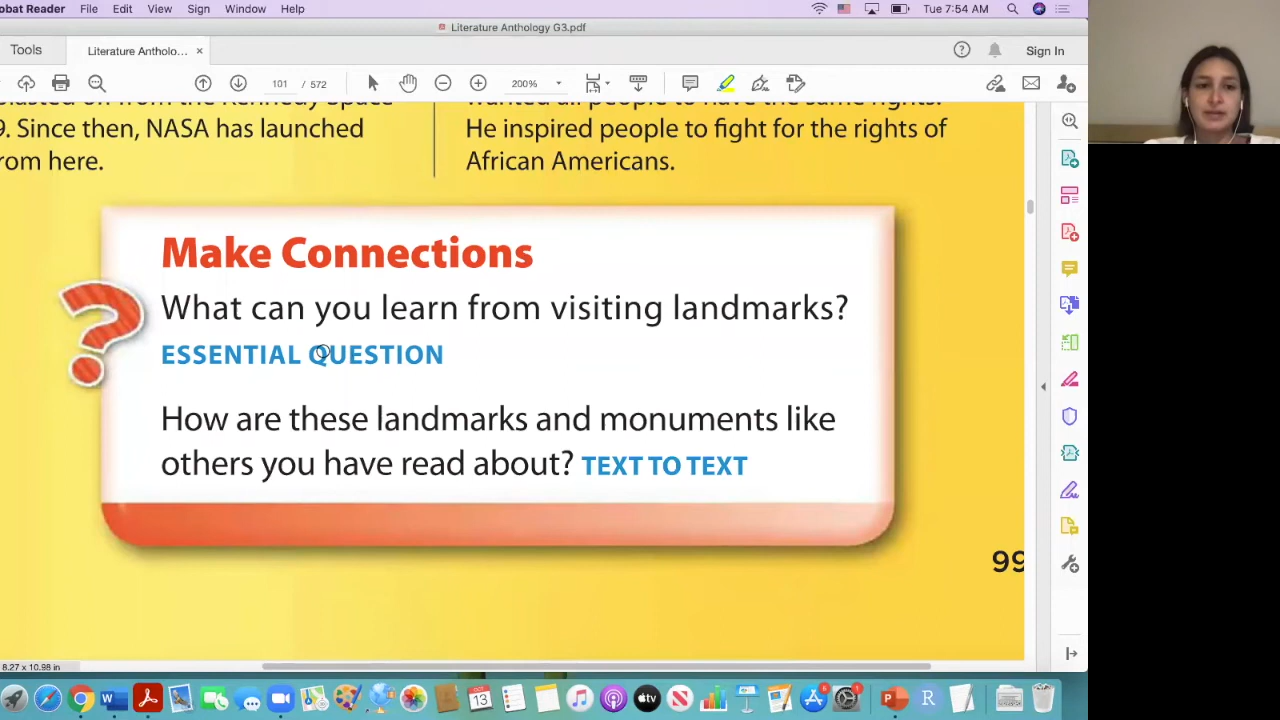 obat Reader File Edit View Sign Window Help Tue 7:54 AM
Literature Anthology G3.pdf
Tools Literature Antholo... × Sign In
101 / 572 200%
from the Kennedy Space
9. Since then, NASA has launched
rom here.
wanted all people to have the same rights.
He inspired people to fight for the rights of
African Americans.
Make Connections
What can you learn from visiting landmarks?
ESSENTIAL QUESTION
How are these landmarks and monuments like
others you have read about? TEXT TO TEXT
99
8.27 x 10.98 in
OCT
13
tv
R